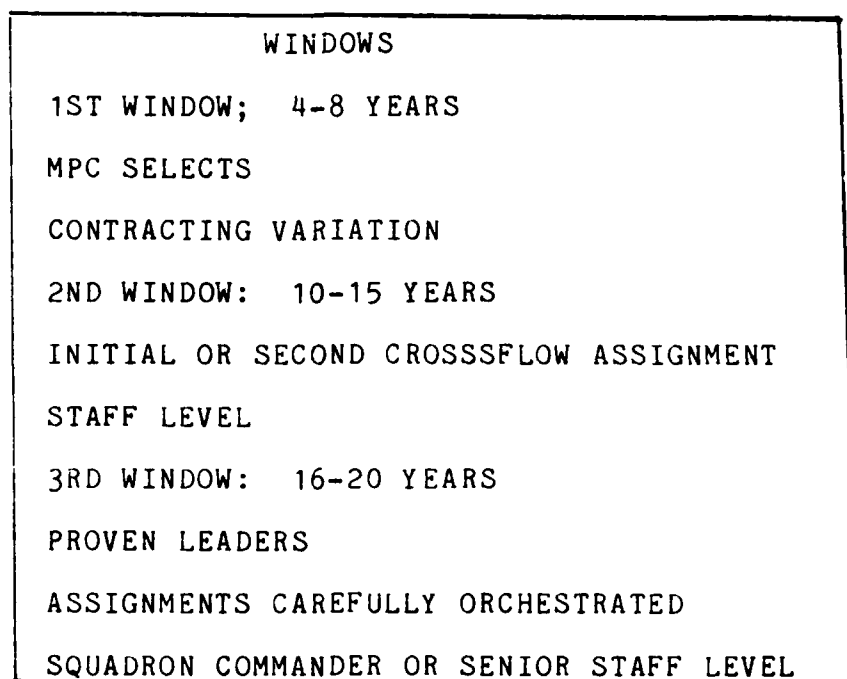 WINDOWS
1ST WINDOW; 4-8 YEARS
MPC SELECTS
CONTRACTING VARIATION
2ND WINDOW: 10-15 YEARS
INITIAL OR SECOND CROSSSFLOW ASSIGNMENT
STAFF LEVEL
3RD WINDOW: 16-20 YEARS
PROVEN LEADERS
ASSIGNMENTS CAREFULLY ORCHESTRATED
SQUADRON COMMANDER OR SENIOR STAFF LEVEL